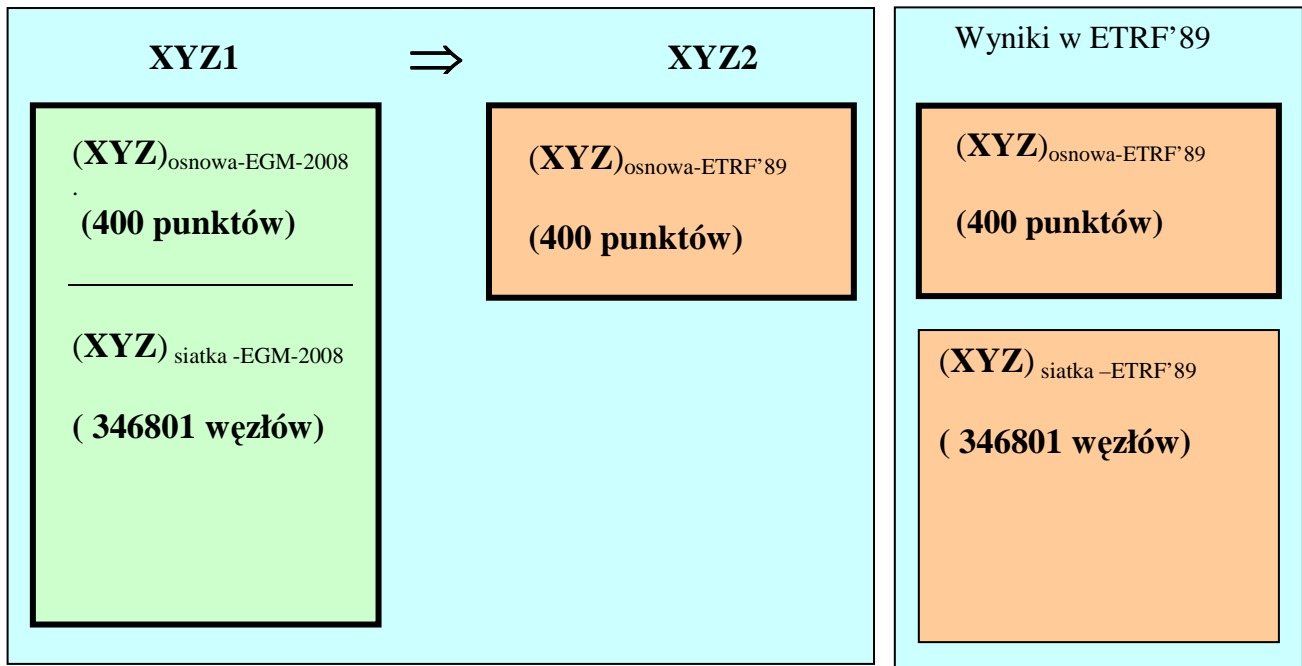 XYZ1 ⇒ XYZ2
(XYZ)osnowa-EGM-2008
.
(400 punktów)
(XYZ) siatka -EGM-2008
( 346801 węzłów)
(XYZ)osnowa-ETRF’89
(400 punktów)
Wyniki w ETRF’89
(XYZ)osnowa-ETRF’89
(400 punktów)
(XYZ) siatka –ETRF’89
( 346801 węzłów)